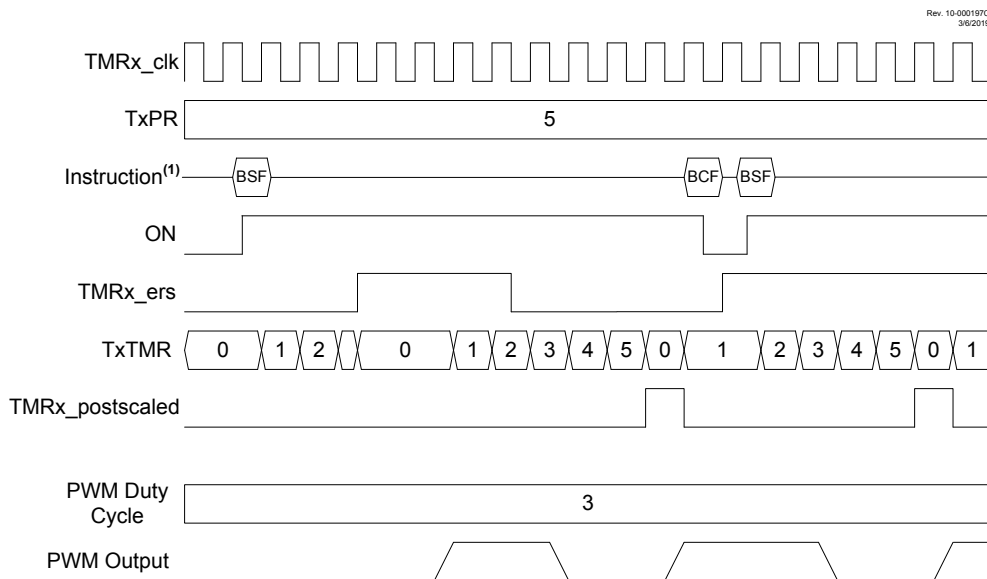 Rev. 10-000197C
3/6/2019
TMRx_clk
TxPR
5
Instruction(1)
BSF
BCF
BSF
ON
TMRx_ers
TxTMR
0 1 2 0 1 2 3 4 5 0 1 2 3 4 5 0 1
TMRx_postscaled
PWM Duty
Cycle
3
PWM Output